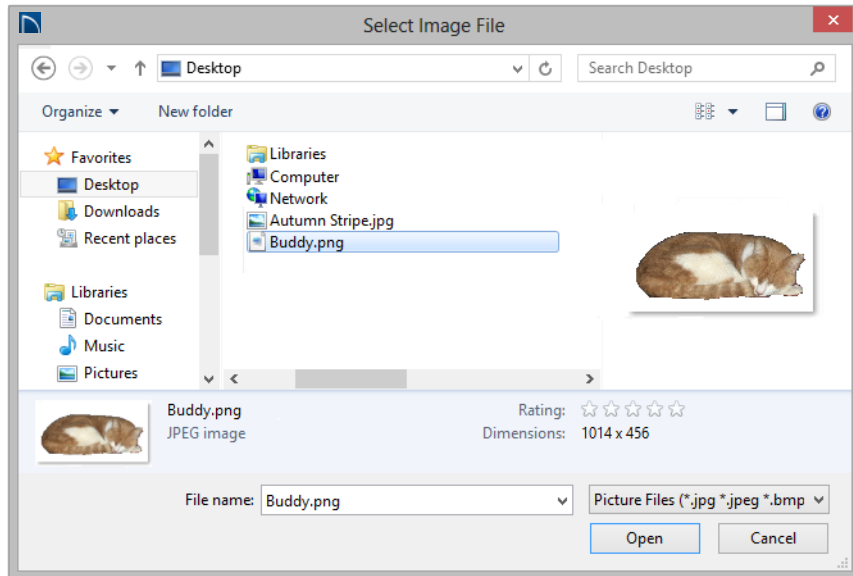 Select Image File
Desktop
Search Desktop
Organize
New folder
Favorites
Desktop
Downloads
Recent places
Libraries
Documents
Music
Pictures
Libraries
Computer
Network
Autumn Stripe.jpg
Buddy.png
Buddy.png
JPEG image
Rating:
Dimensions: 1014 x 456
File name: Buddy.png
Picture Files (*.jpg *.jpeg *.bmp
Open
Cancel